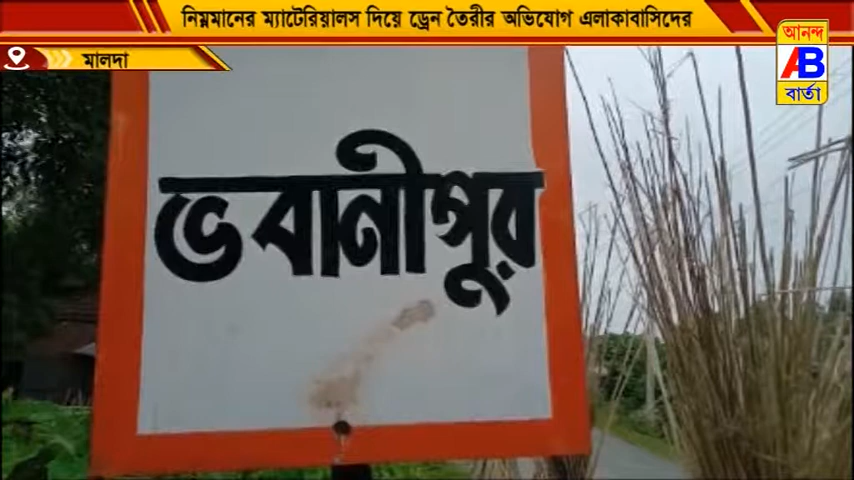 নিম্নমানের ম্যাটেরিয়ালস দিয়ে ড্রেন তৈরীর অভিযোগ এলাকাবাসিদের
মালদা
আনন্দ
AB
বার্তা
ভবানীপুর